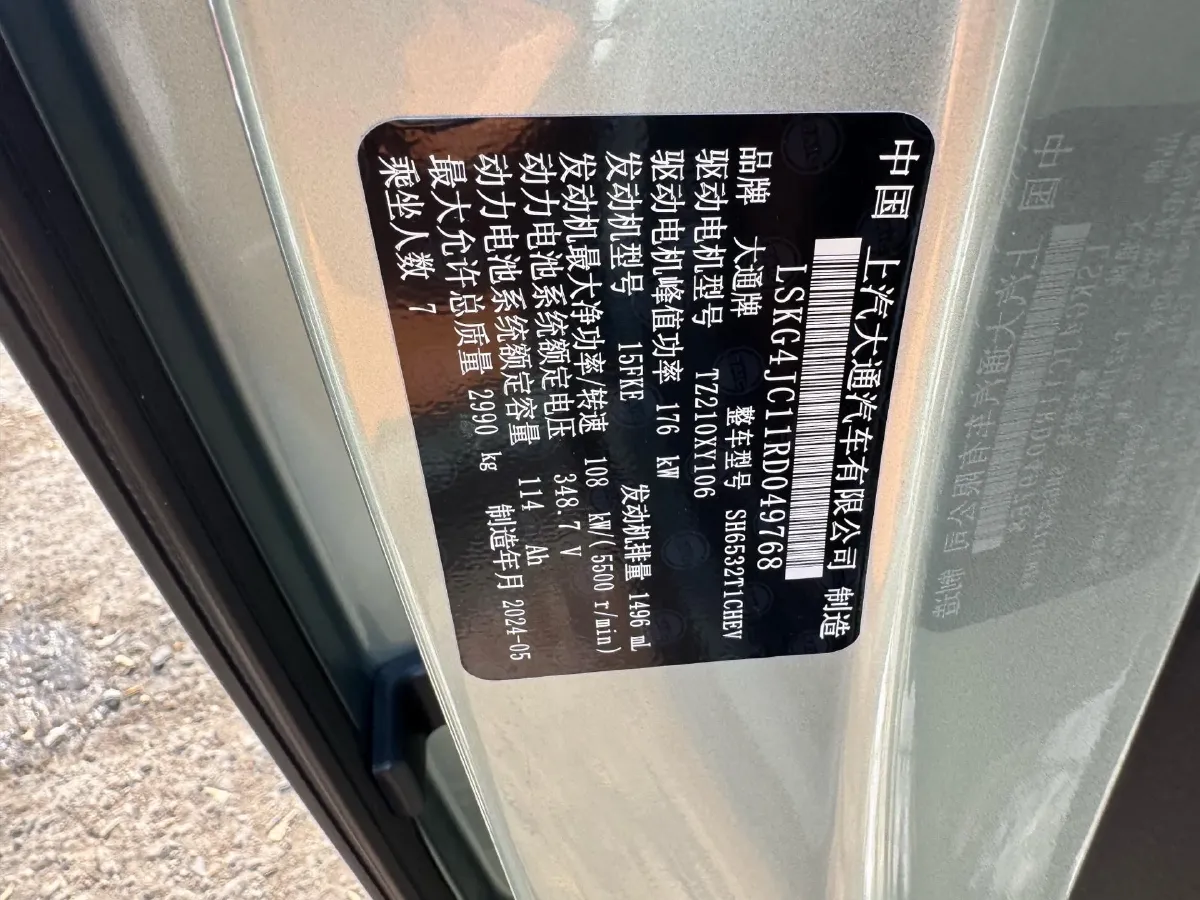 中国 上汽大通汽车有限公司 制造
LSKG4JC11RD049768
品牌 大通牌 整车型号 SH6532T1CHEV
驱动电机型号 TZ210XY106
驱动电机峰值功率 176 kW
发动机型号 15FKE 发动机排量 1496 mL
发动机最大净功率/转速 108 kW/(5500 r/min)
动力电池系统额定电压 348.7 V
动力电池系统额定容量 114 Ah
最大允许总质量 2990 kg 制造年月 2024-05
乘坐人数 7